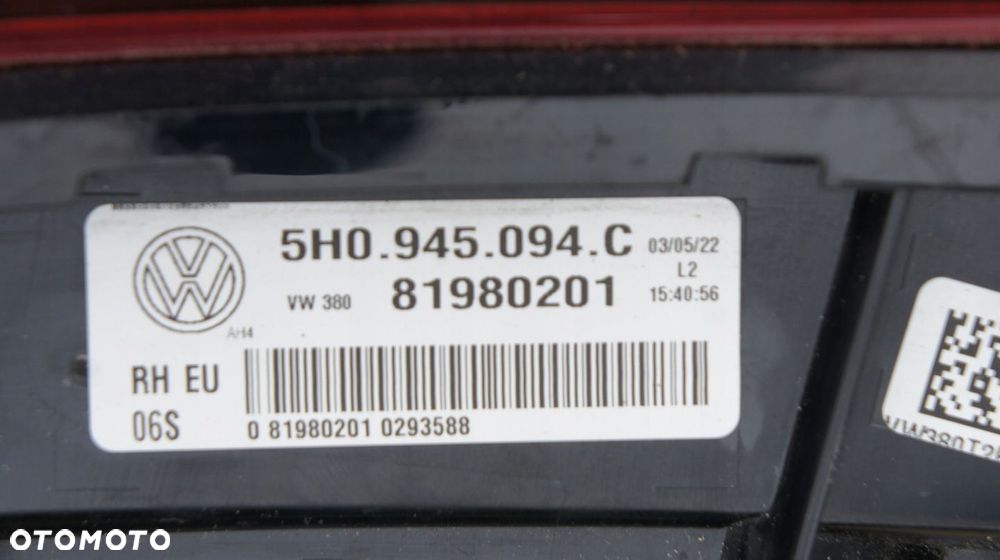 5H0.945.094.C
03/05/22
L2
VW 380
81980201
15:40:56
AH4
RH EU
06S
0 81980201 0293588
OTOMOTO